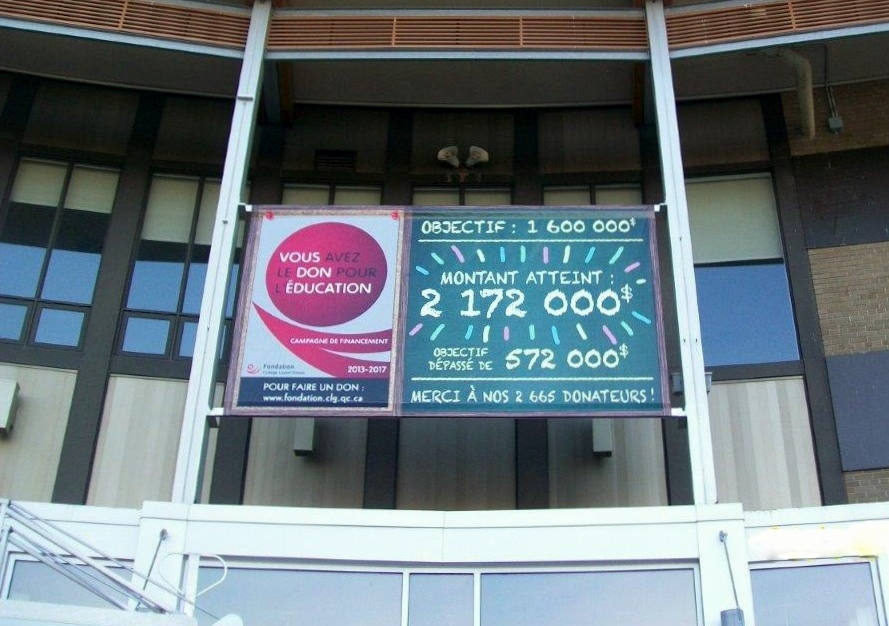 VOUS AVEZ
LE DON POUR
L'ÉDUCATION
CAMPAGNE DE FINANCEMENT
2013-2017
Fondation
POUR FAIRE UN DON :
www.fondation.clg.qc.ca
OBJECTIF : 1 600 000$
MONTANT ATTEINT :
2 172 000$
OBJECTIF
DÉPASSÉ DE 572 000$
MERCI À NOS 2 665 DONATEURS !